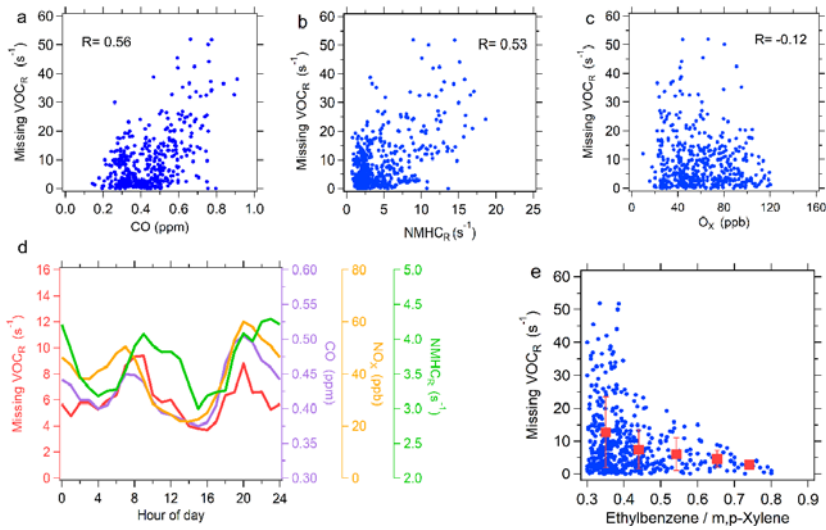 a
R= 0.56
Missing VOC_R (s⁻¹)
60
50
40
30
20
10
0
0.0 0.2 0.4 0.6 0.8 1.0
CO (ppm)
b
R= 0.53
Missing VOC_R (s⁻¹)
60
50
40
30
20
10
0
0 5 10 15 20 25
NMHC_R (s⁻¹)
c
R= -0.12
Missing VOC_R (s⁻¹)
60
50
40
30
20
10
0
0 40 80 120 160
O_X (ppb)
d
Missing VOC_R (s⁻¹)
16
14
12
10
8
6
4
2
0
0 4 8 12 16 20 24
Hour of day
0.60
0.55
0.50
0.45
0.40
0.35
0.30
CO (ppm)
80
60
40
20
0
NO_X (ppb)
5.0
4.5
4.0
3.5
3.0
2.5
2.0
NMHC_R (s⁻¹)
e
Missing VOC_R (s⁻¹)
60
50
40
30
20
10
0
0.3 0.4 0.5 0.6 0.7 0.8 0.9
Ethylbenzene / m,p-Xylene